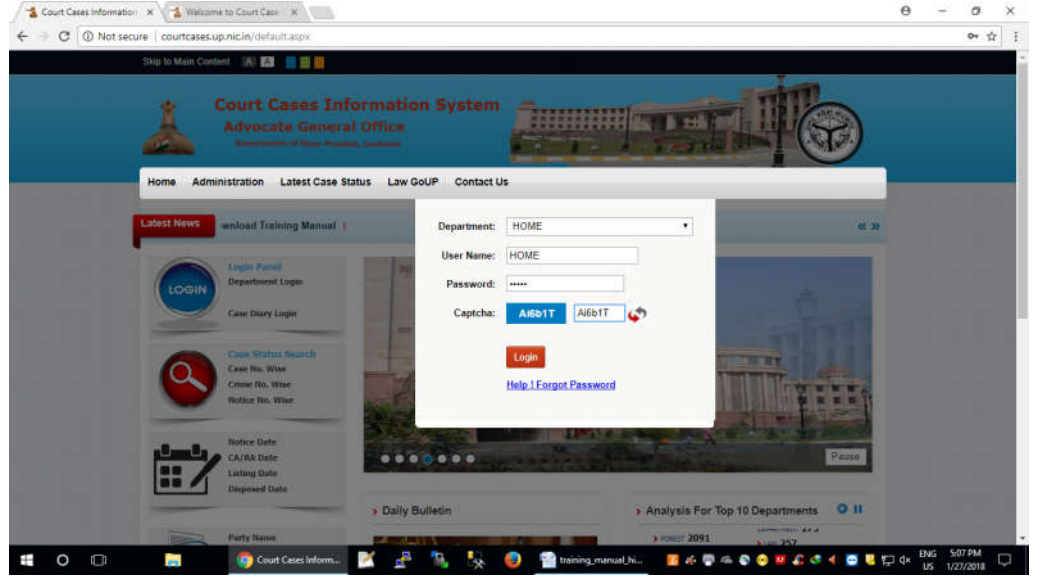 Court Cases Information
Welcome to Court Case
Not secure | courtcases.up.nic.in/default.aspx
Skip to Main Content A A
Court Cases Information System
Advocate General Office
Home Administration Latest Case Status Law GoUP Contact Us
Latest News wnload Training Manual |
Department: HOME
User Name: HOME
Password: •••••
Captcha: Ai6b1T Ai6b1T
Login
Help ! Forgot Password
LOGIN
Login Panel
Department Login
Case Diary Login
Case Status Search
Case No. Wise
Crime No. Wise
Notice No. Wise
Notice Date
CA/RA Date
Listing Date
Disposed Date
Party Name
Pause
Daily Bulletin
Analysis For Top 10 Departments
FOREST 2091
257
Court Cases Inform...
training_manual_hi...
ENG
US
5:07 PM
1/27/2018